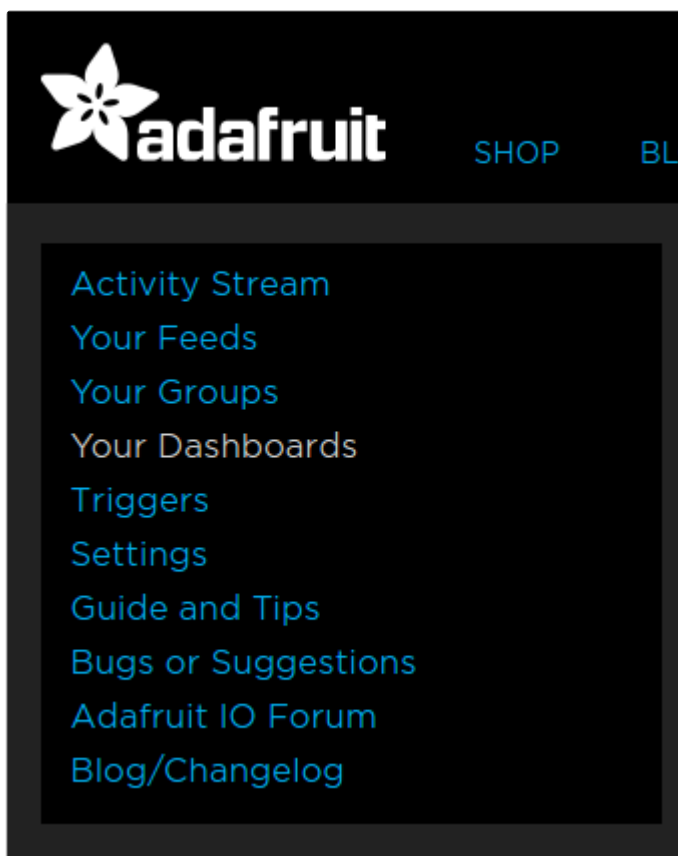 adafruit
SHOP BL
Activity Stream
Your Feeds
Your Groups
Your Dashboards
Triggers
Settings
Guide and Tips
Bugs or Suggestions
Adafruit IO Forum
Blog/Changelog